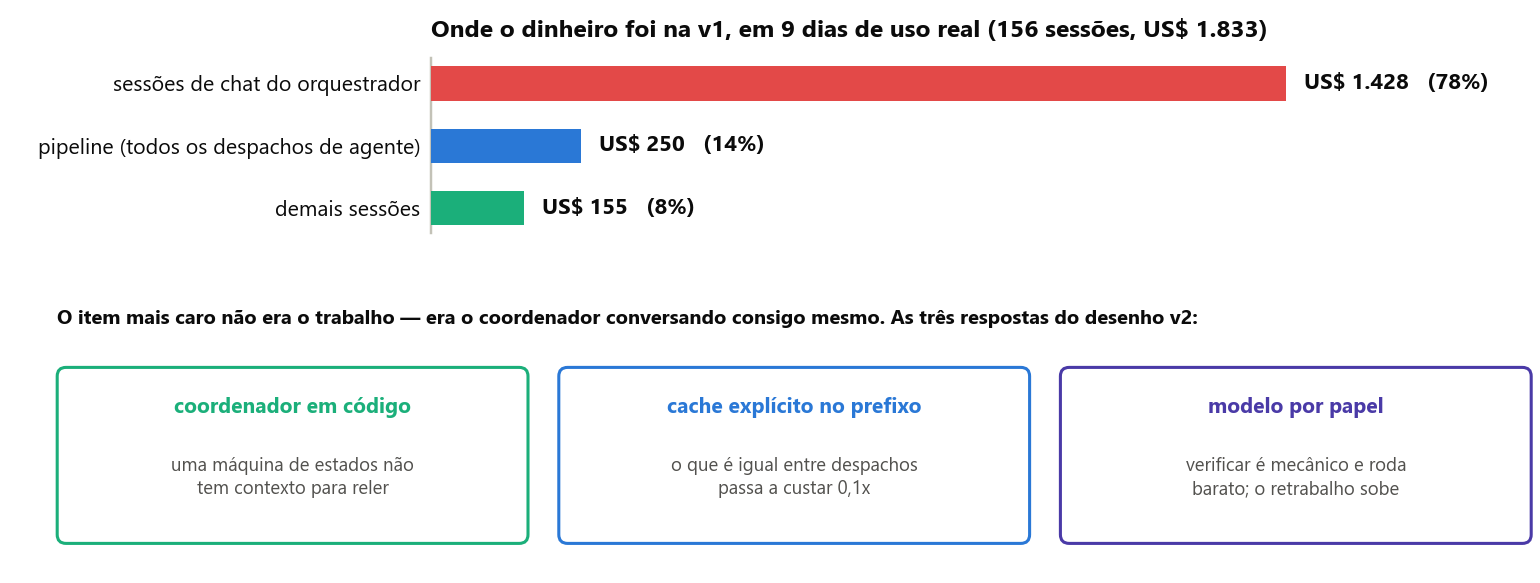 Onde o dinheiro foi na v1, em 9 dias de uso real (156 sessões, US$ 1.833)
sessões de chat do orquestrador
US$ 1.428 (78%)
pipeline (todos os despachos de agente)
US$ 250 (14%)
demais sessões
US$ 155 (8%)
O item mais caro não era o trabalho — era o coordenador conversando consigo mesmo. As três respostas do desenho v2:
coordenador em código
uma máquina de estados não
tem contexto para reler
cache explícito no prefixo
o que é igual entre despachos
passa a custar 0,1x
modelo por papel
verificar é mecânico e roda
barato; o retrabalho sobe